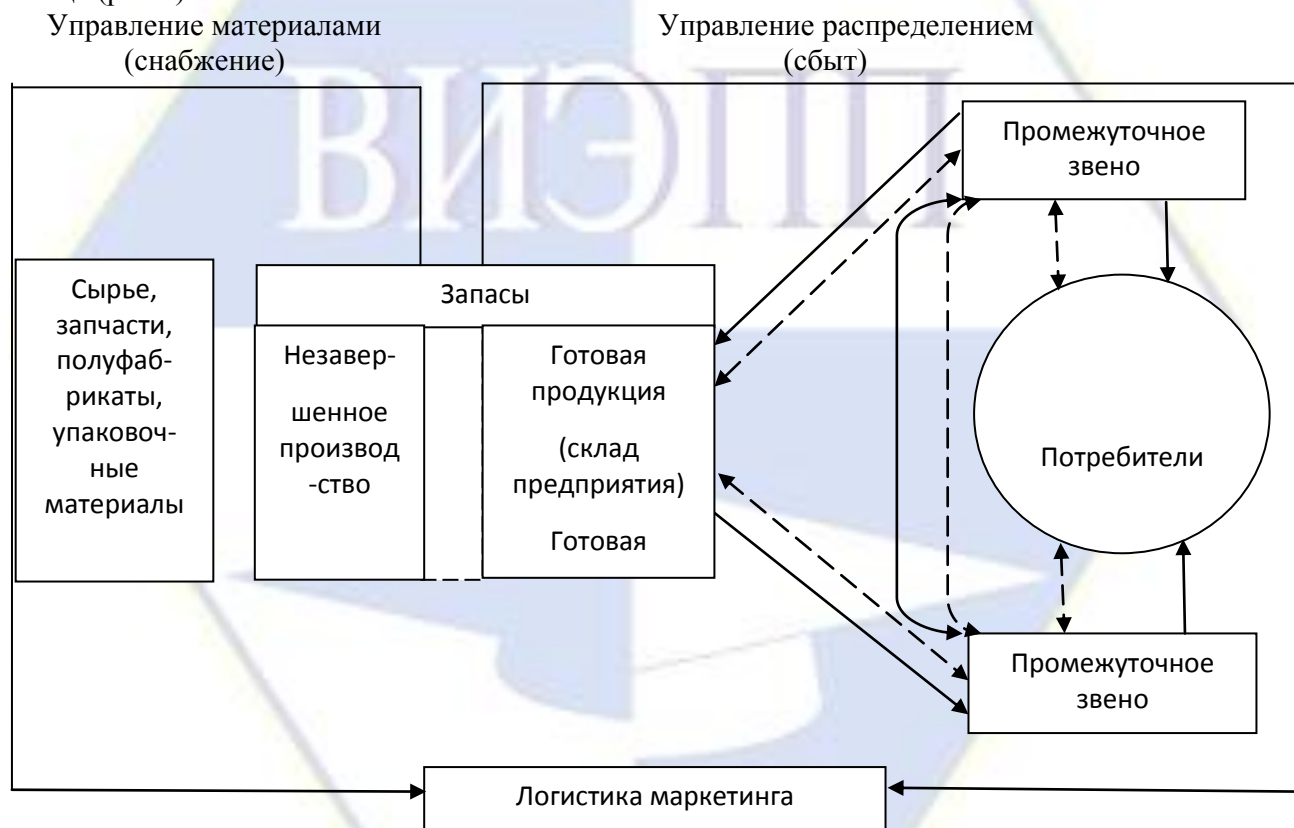 Управление материалами
(снабжение)
Управление распределением
(сбыт)
ВИЭПП
Промежуточное
звено
Сырье,
запчасти,
полуфаб-
рикаты,
упаковоч-
ные
материалы
Запасы
Незавер-
шенное
производ
-ство
Готовая
продукция
(склад
предприятия)
Готовая
Потребители
Промежуточное
звено
Логистика маркетинга